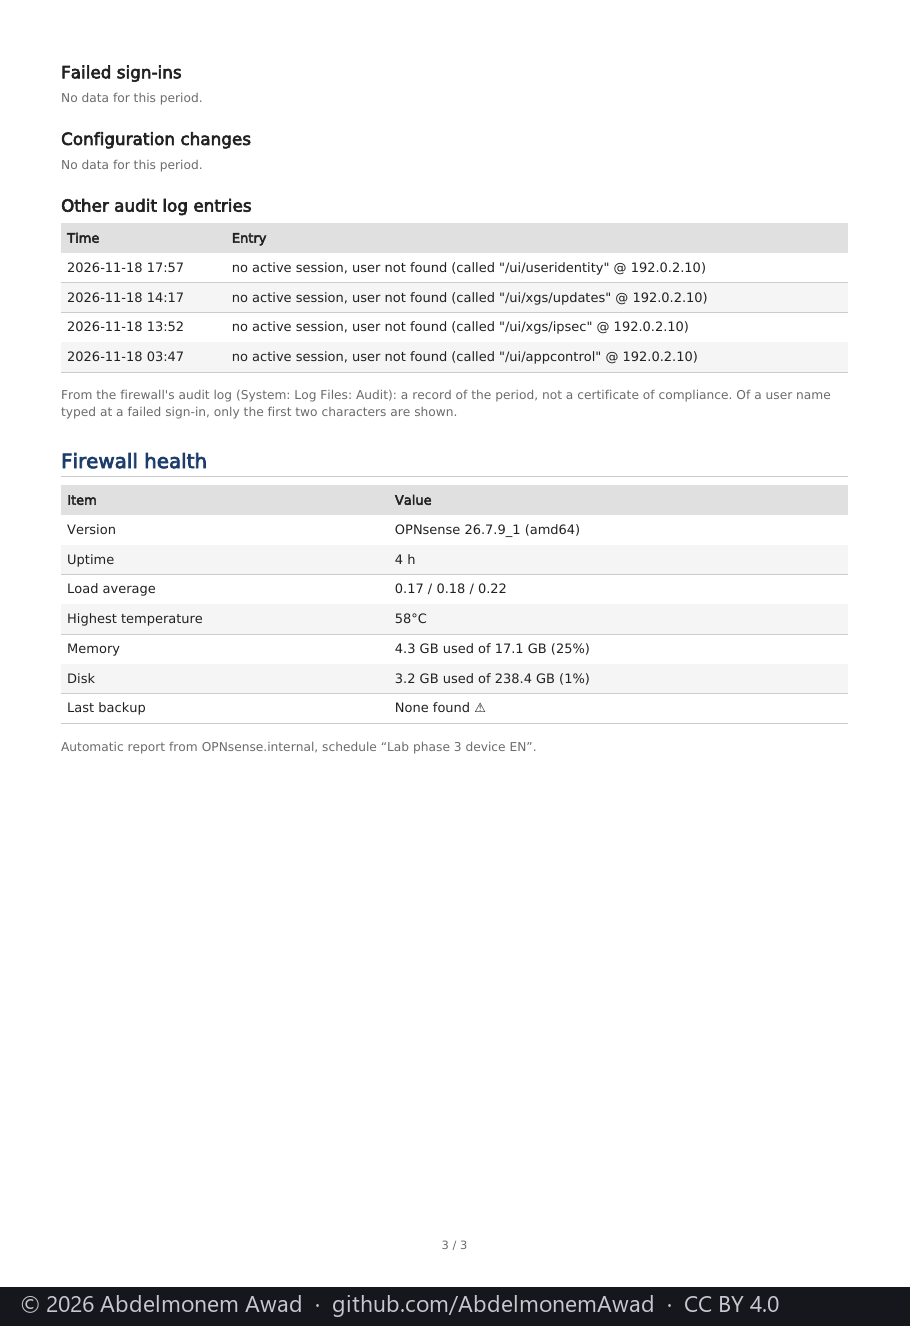 Failed sign-ins
No data for this period.
Configuration changes
No data for this period.
Other audit log entries
Time Entry
2026-11-18 17:57 no active session, user not found (called "/ui/useridentity" @ 192.0.2.10)
2026-11-18 14:17 no active session, user not found (called "/ui/xgs/updates" @ 192.0.2.10)
2026-11-18 13:52 no active session, user not found (called "/ui/xgs/ipsec" @ 192.0.2.10)
2026-11-18 03:47 no active session, user not found (called "/ui/appcontrol" @ 192.0.2.10)
From the firewall's audit log (System: Log Files: Audit): a record of the period, not a certificate of compliance. Of a user name
typed at a failed sign-in, only the first two characters are shown.
Firewall health
Item Value
Version OPNsense 26.7.9_1 (amd64)
Uptime 4 h
Load average 0.17 / 0.18 / 0.22
Highest temperature 58°C
Memory 4.3 GB used of 17.1 GB (25%)
Disk 3.2 GB used of 238.4 GB (1%)
Last backup None found ⚠
Automatic report from OPNsense.internal, schedule “Lab phase 3 device EN”.
3 / 3
© 2026 Abdelmonem Awad · github.com/AbdelmonemAwad · CC BY 4.0